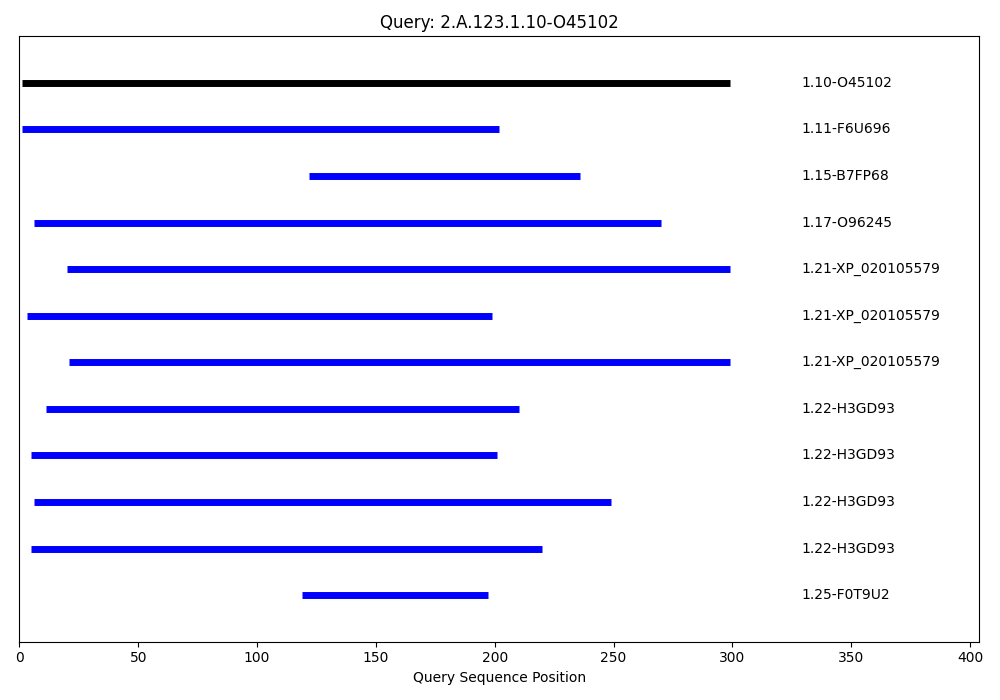 Query: 2.A.123.1.10-O45102
1.10-O45102
1.11-F6U696
1.15-B7FP68
1.17-O96245
1.21-XP_020105579
1.21-XP_020105579
1.21-XP_020105579
1.22-H3GD93
1.22-H3GD93
1.22-H3GD93
1.22-H3GD93
1.25-F0T9U2
0 50 100 150 200 250 300 350 400
Query Sequence Position